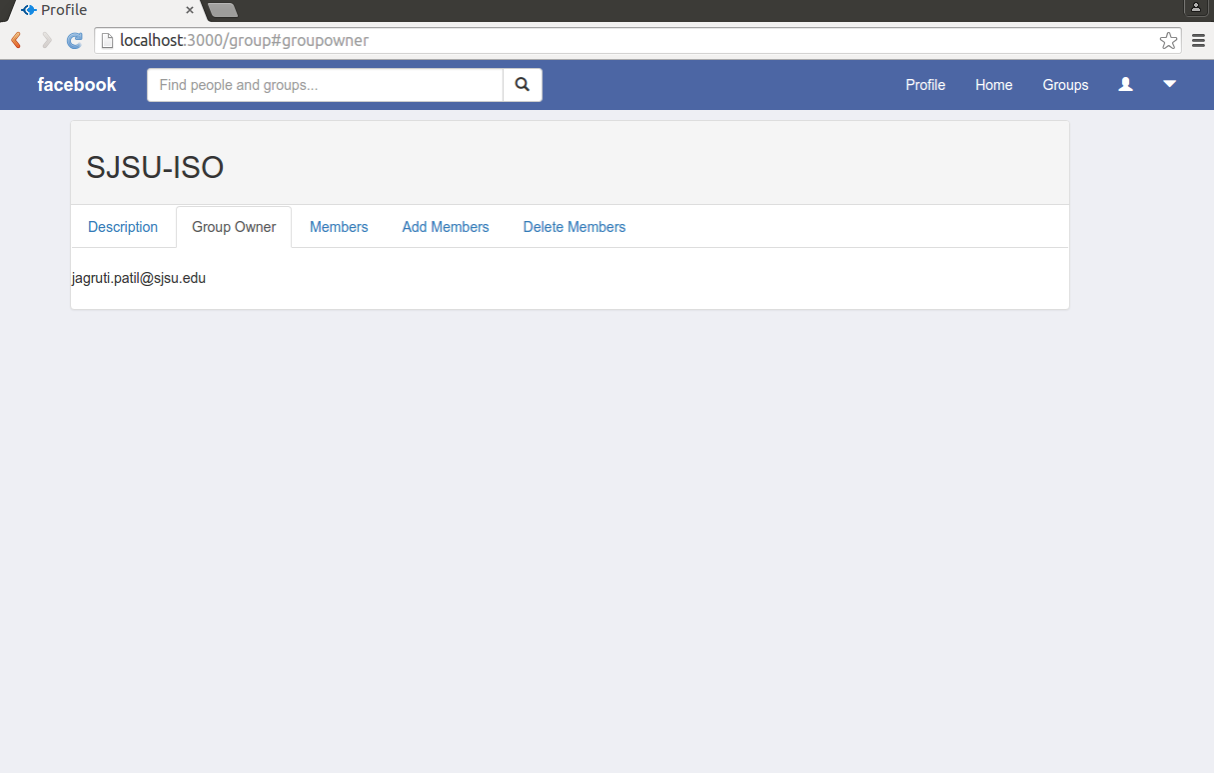 Profile
localhost:3000/group#groupowner
facebook Find people and groups... Profile Home Groups
SJSU-ISO
Description Group Owner Members Add Members Delete Members
jagruti.patil@sjsu.edu